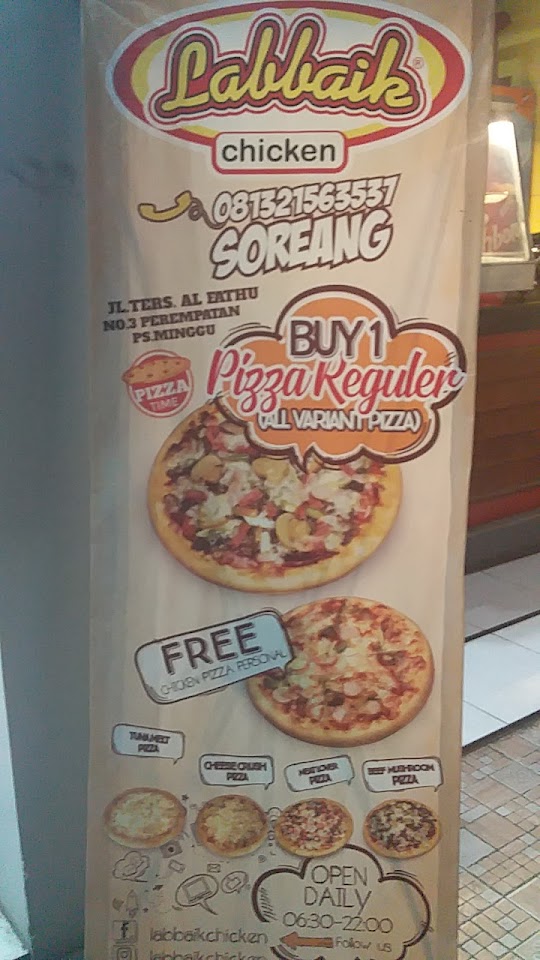 Labbaik®
chicken
081321563537
SOREANG
JL.TERS. AL FATHU
NO.3 PEREMPATAN
PS.MINGGU
PIZZA
TIME
BUY 1
Pizza Reguler
(ALL VARIANT PIZZA)
FREE
CHICKEN PIZZA PERSONAL
TUNA MELT
PIZZA
CHEESE CRUSH
PIZZA
MEAT LOVER
PIZZA
BEEF MUSHROOM
PIZZA
OPEN
DAILY
06:30-22:00
Follow us
labbaikchicken
labbaikchicken